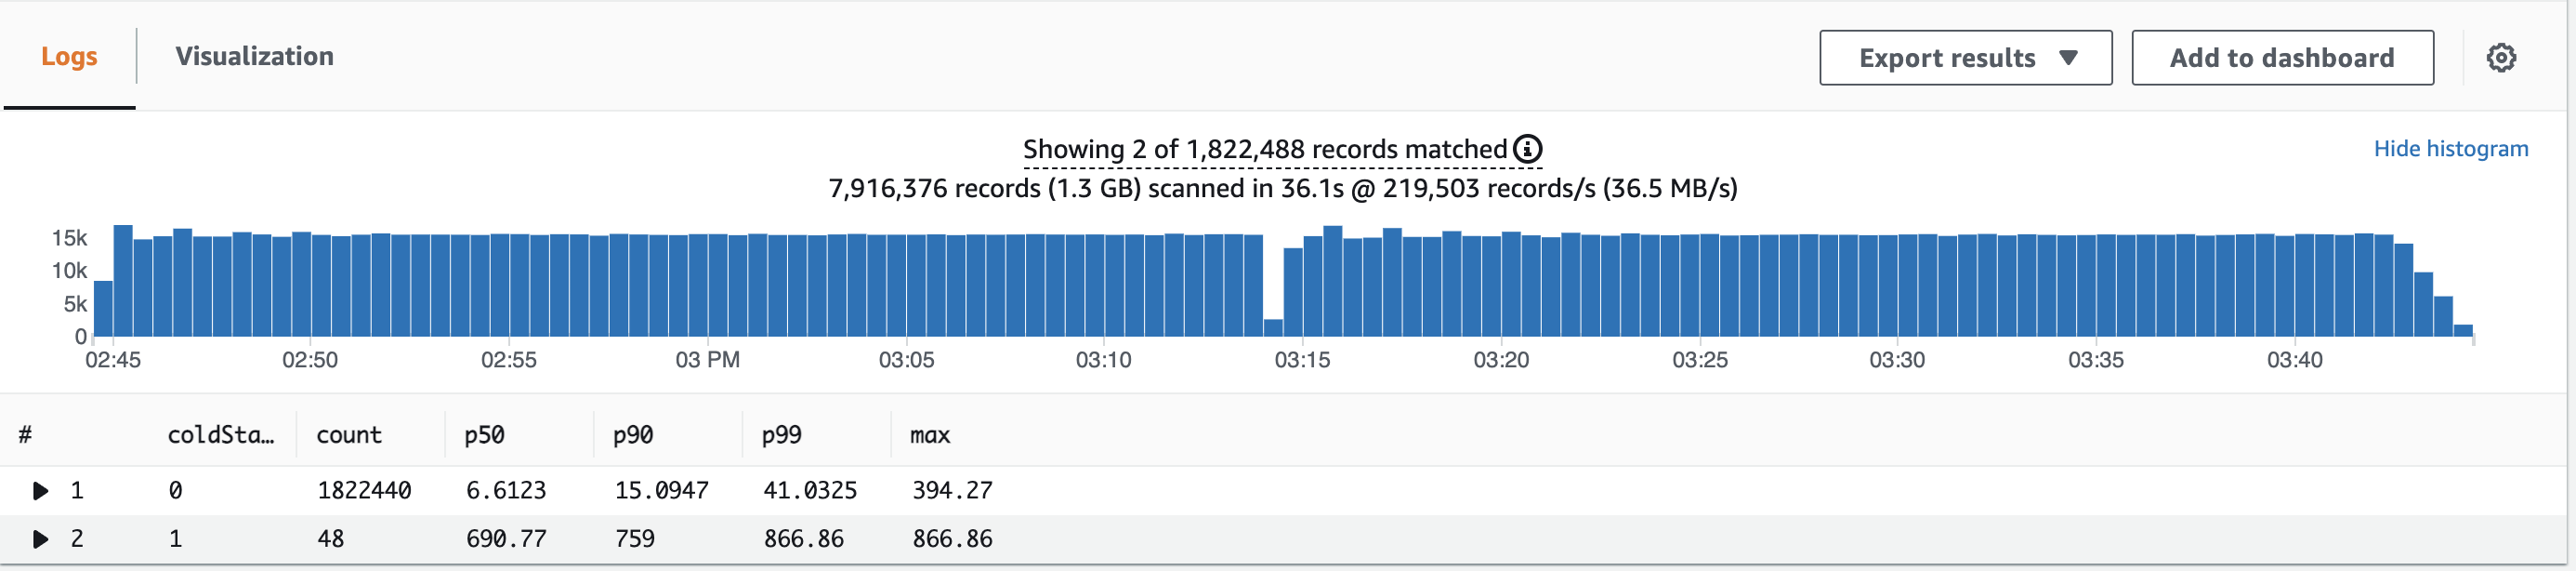 Logs Visualization Export results Add to dashboard
Showing 2 of 1,822,488 records matched
Hide histogram
7,916,376 records (1.3 GB) scanned in 36.1s @ 219,503 records/s (36.5 MB/s)
15k
10k
5k
0
02:45 02:50 02:55 03 PM 03:05 03:10 03:15 03:20 03:25 03:30 03:35 03:40
# coldSta… count p50 p90 p99 max
1 0 1822440 6.6123 15.0947 41.0325 394.27
2 1 48 690.77 759 866.86 866.86